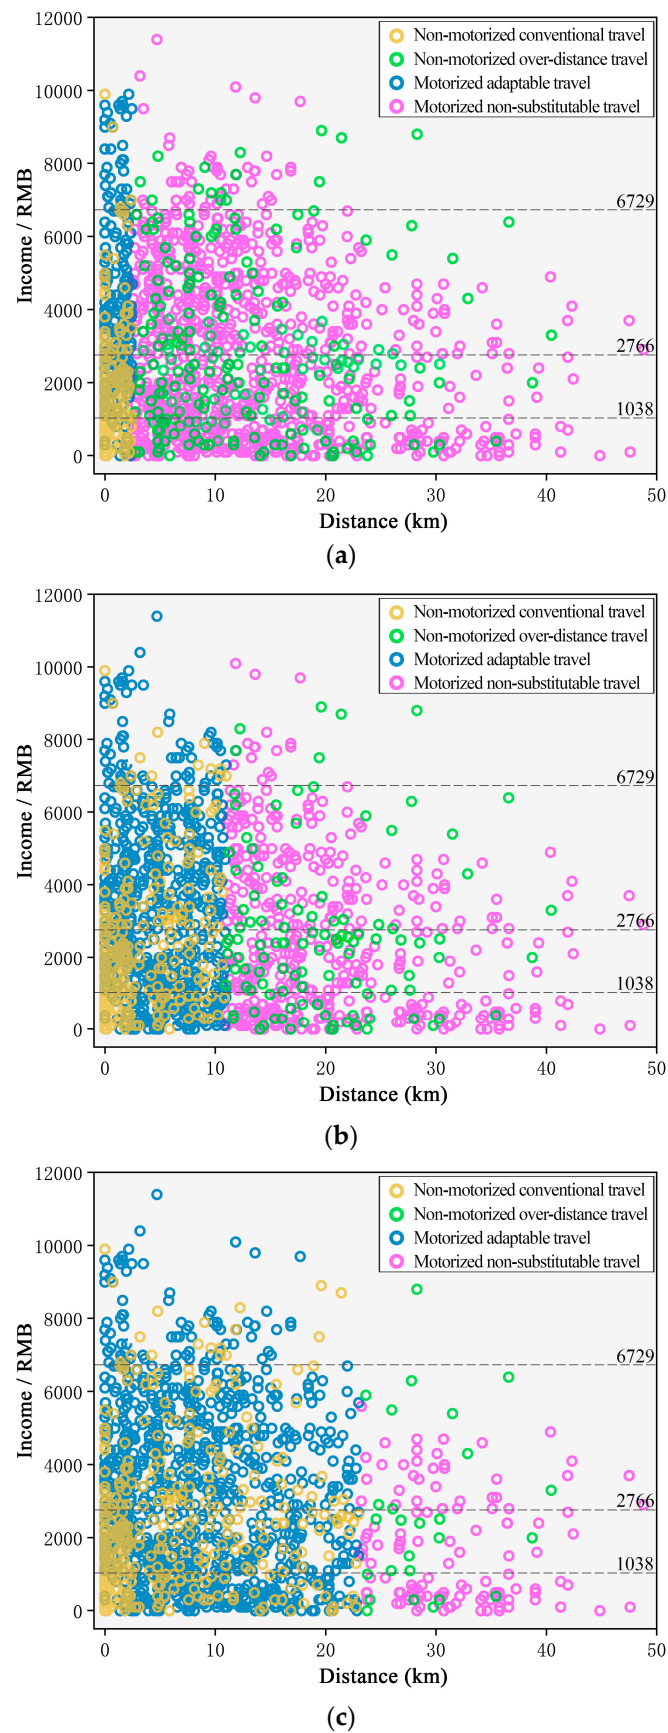 12000
10000
8000
6000
4000
2000
0
Income / RMB
Non-motorized conventional travel
Non-motorized over-distance travel
Motorized adaptable travel
Motorized non-substitutable travel
6729
2766
1038
0 10 20 30 40 50
Distance (km)
(a)
12000
10000
8000
6000
4000
2000
0
Income / RMB
Non-motorized conventional travel
Non-motorized over-distance travel
Motorized adaptable travel
Motorized non-substitutable travel
6729
2766
1038
0 10 20 30 40 50
Distance (km)
(b)
12000
10000
8000
6000
4000
2000
0
Income / RMB
Non-motorized conventional travel
Non-motorized over-distance travel
Motorized adaptable travel
Motorized non-substitutable travel
6729
2766
1038
0 10 20 30 40 50
Distance (km)
(c)